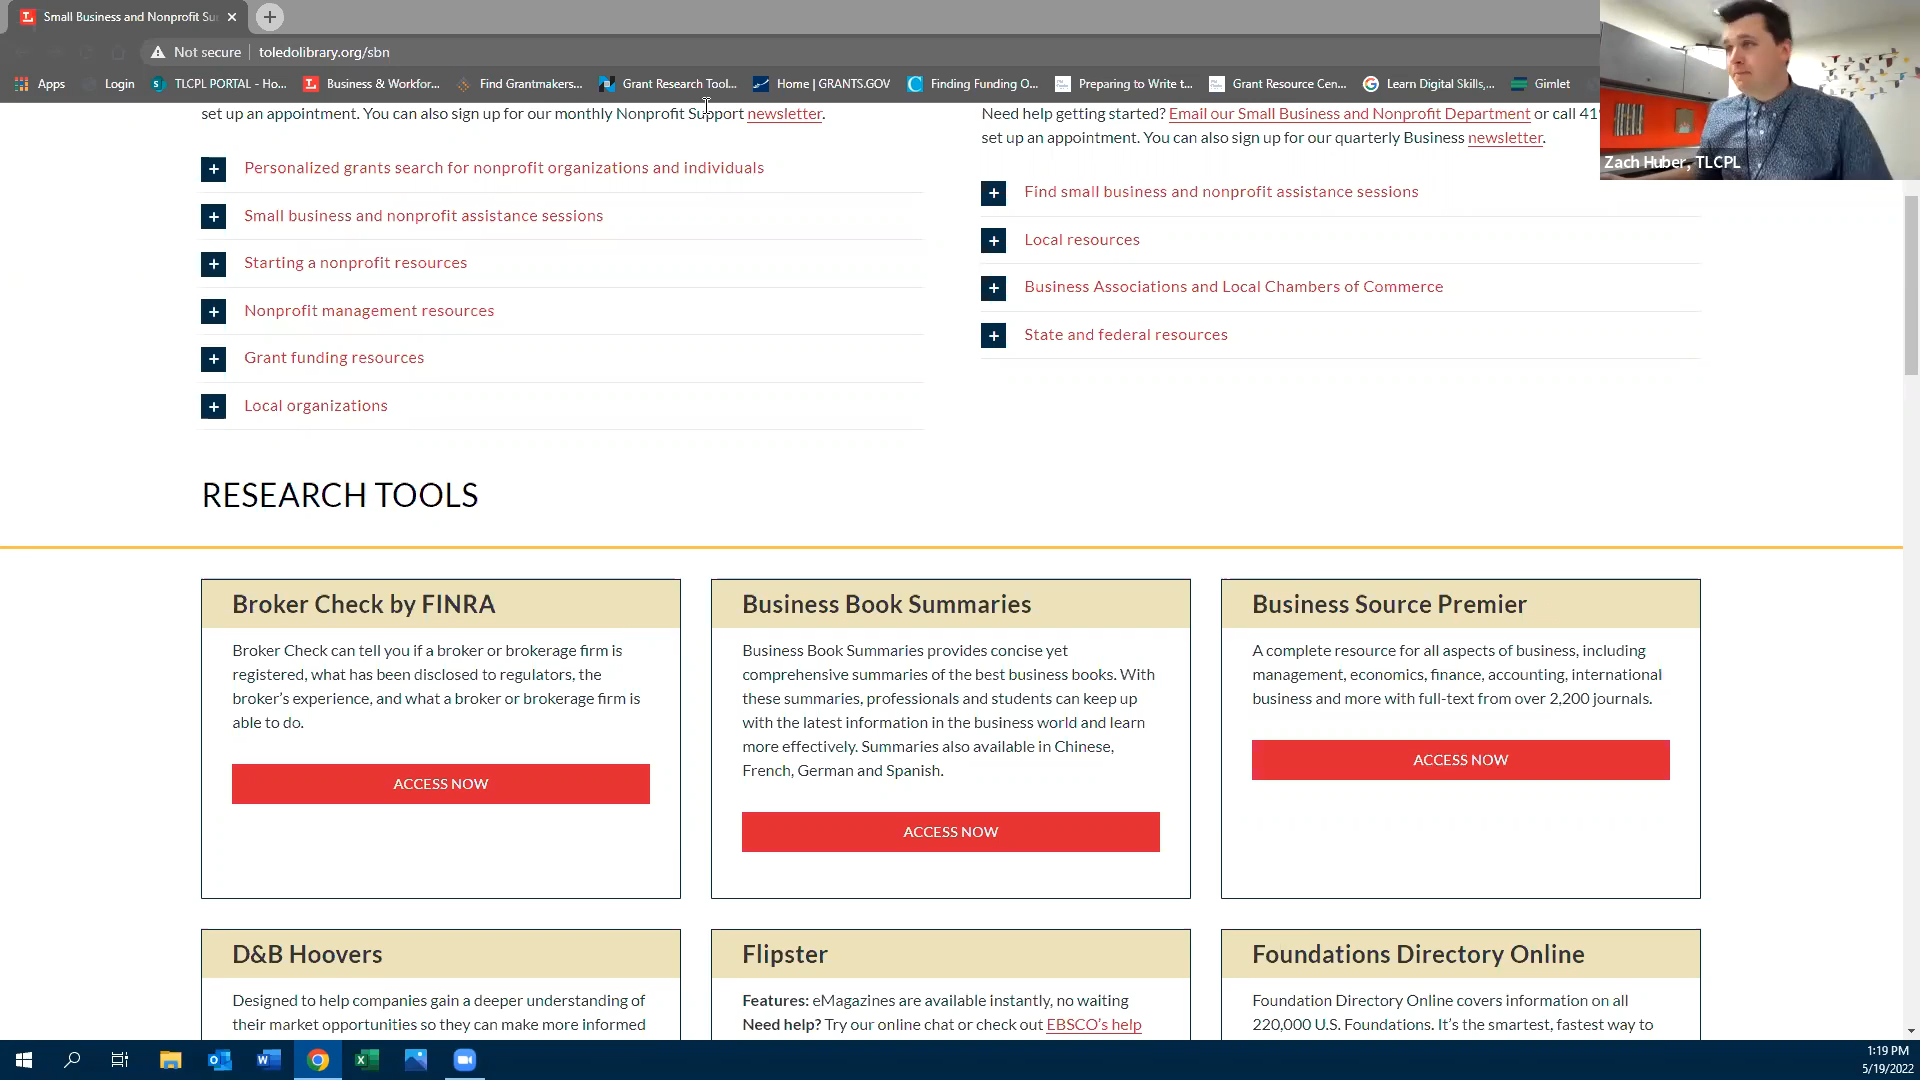 Small Business and Nonprofit Su
Not secure
toledolibrary.org/sbn
Apps
Login
TLCPL PORTAL - Ho...
Business & Workfor...
Find Grantmakers...
Grant Research Tool...
Home | GRANTS.GOV
Finding Funding O...
Preparing to Write t...
Grant Resource Cen...
Learn Digital Skills,...
Gimlet
Zach Huber, TLCPL
set up an appointment. You can also sign up for our monthly Nonprofit Support newsletter.
Personalized grants search for nonprofit organizations and individuals
Small business and nonprofit assistance sessions
Starting a nonprofit resources
Nonprofit management resources
Grant funding resources
Local organizations
Need help getting started? Email our Small Business and Nonprofit Department or call 41
set up an appointment. You can also sign up for our quarterly Business newsletter.
Find small business and nonprofit assistance sessions
Local resources
Business Associations and Local Chambers of Commerce
State and federal resources
RESEARCH TOOLS
Broker Check by FINRA
Broker Check can tell you if a broker or brokerage firm is
registered, what has been disclosed to regulators, the
broker's experience, and what a broker or brokerage firm is
able to do.
ACCESS NOW
Business Book Summaries
Business Book Summaries provides concise yet
comprehensive summaries of the best business books. With
these summaries, professionals and students can keep up
with the latest information in the business world and learn
more effectively. Summaries also available in Chinese,
French, German and Spanish.
ACCESS NOW
Business Source Premier
A complete resource for all aspects of business, including
management, economics, finance, accounting, international
business and more with full-text from over 2,200 journals.
ACCESS NOW
D&B Hoovers
Designed to help companies gain a deeper understanding of
their market opportunities so they can make more informed
Flipster
Features: eMagazines are available instantly, no waiting
Need help? Try our online chat or check out EBSCO's help
Foundations Directory Online
Foundation Directory Online covers information on all
220,000 U.S. Foundations. It's the smartest, fastest way to
1:19 PM
5/19/2022